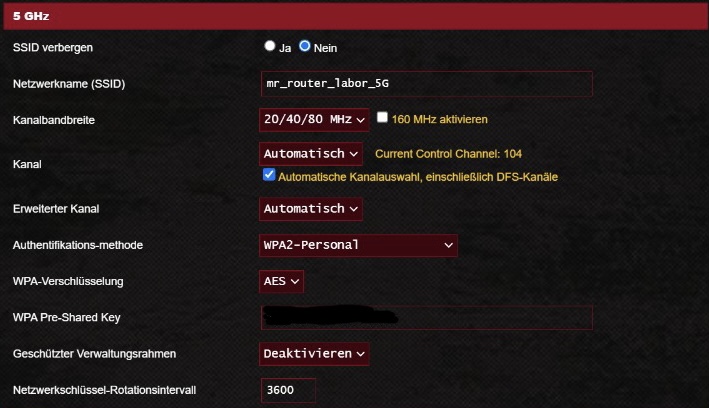 5 GHz
SSID verbergen Ja Nein
Netzwerkname (SSID) mr_router_labor_5G
Kanalbandbreite 20/40/80 MHz 160 MHz aktivieren
Kanal Automatisch Current Control Channel: 104
Automatische Kanalauswahl, einschließlich DFS-Kanäle
Erweiterter Kanal Automatisch
Authentifikations-methode WPA2-Personal
WPA-Verschlüsselung AES
WPA Pre-Shared Key
Geschützter Verwaltungsrahmen Deaktivieren
Netzwerkschlüssel-Rotationsintervall 3600